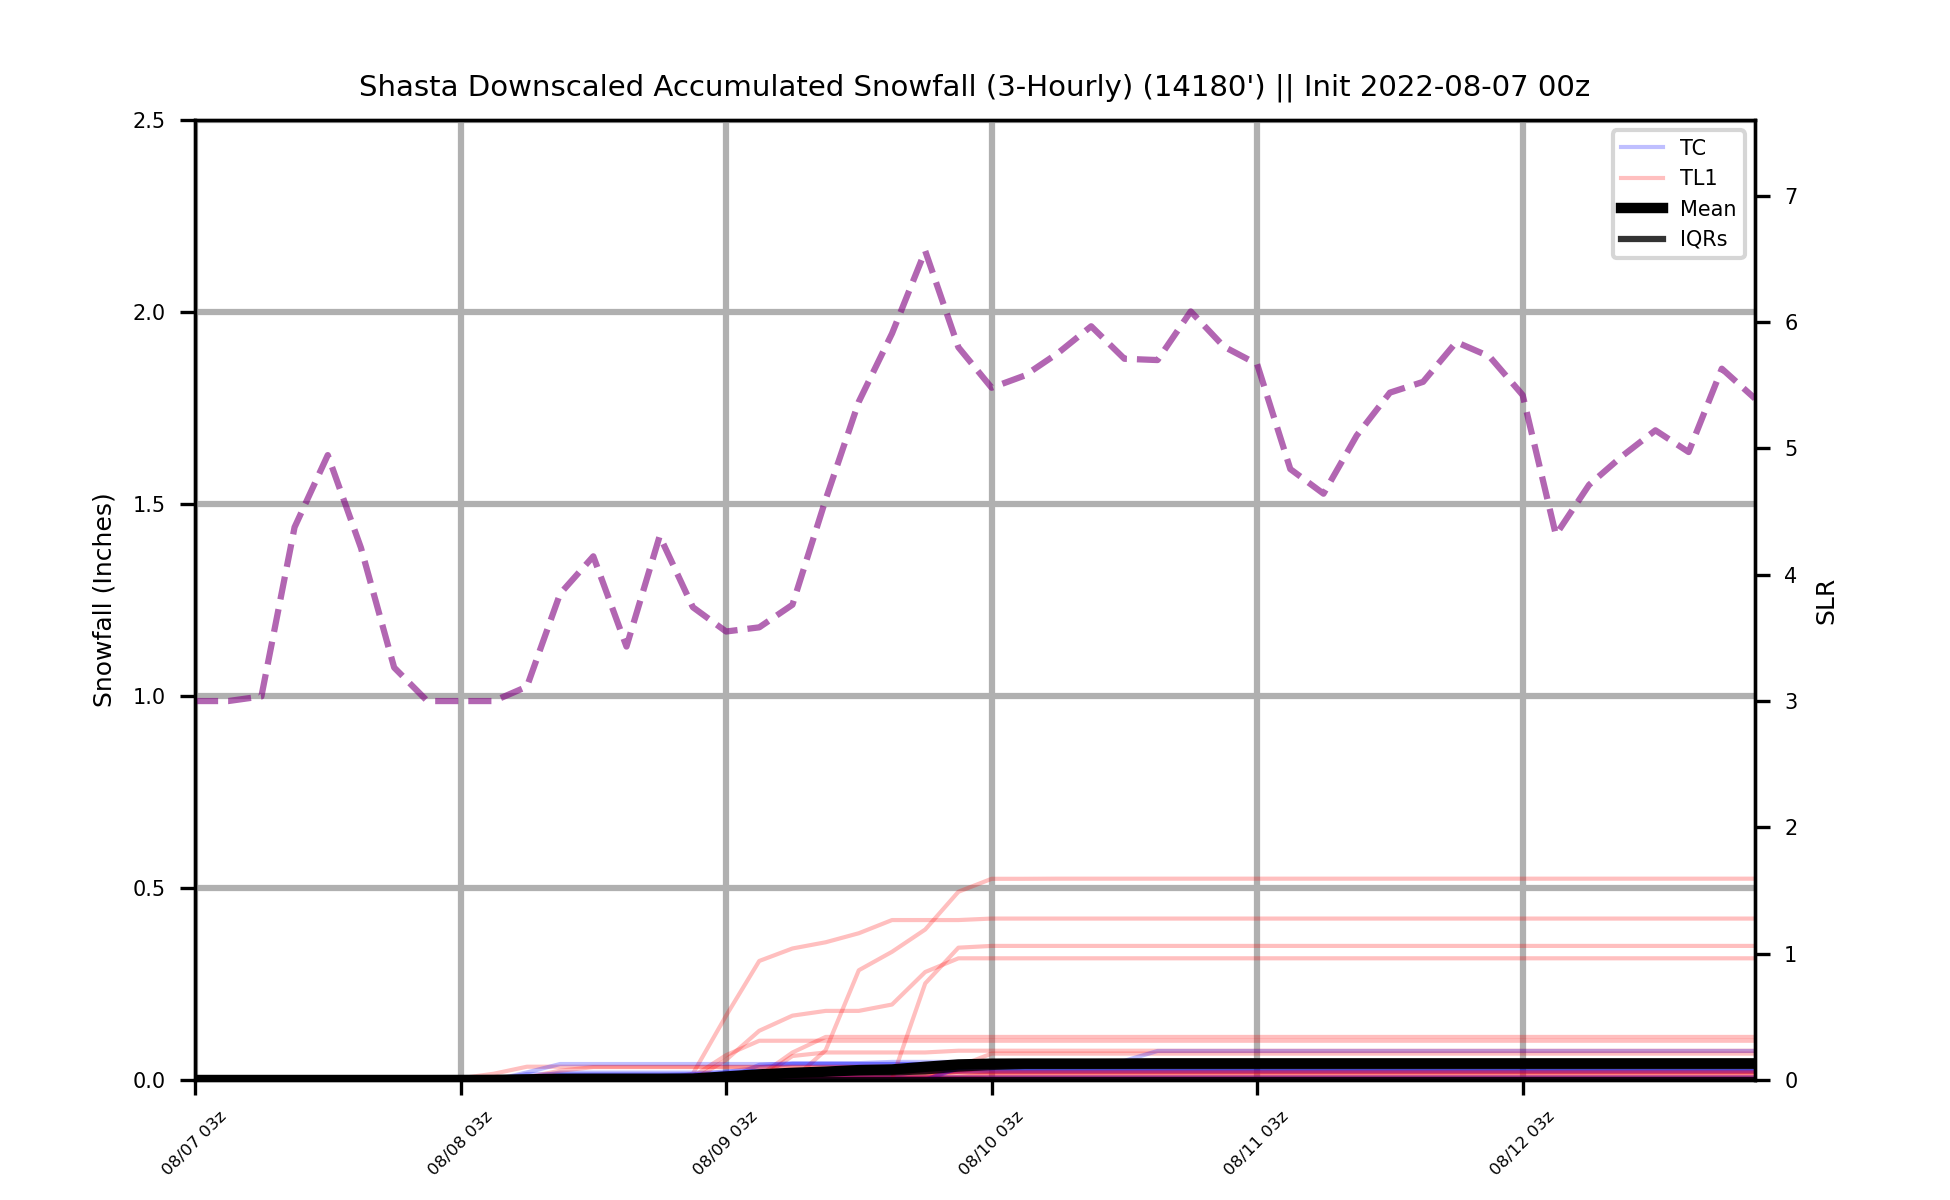 Shasta Downscaled Accumulated Snowfall (3-Hourly) (14180') || Init 2022-08-07 00z
2.5
2.0
1.5
1.0
0.5
0.0
Snowfall (Inches)
TC
TL1
Mean
IQRs
7
6
5
4
3
2
1
0
SLR
08/07 03z
08/08 03z
08/09 03z
08/10 03z
08/11 03z
08/12 03z